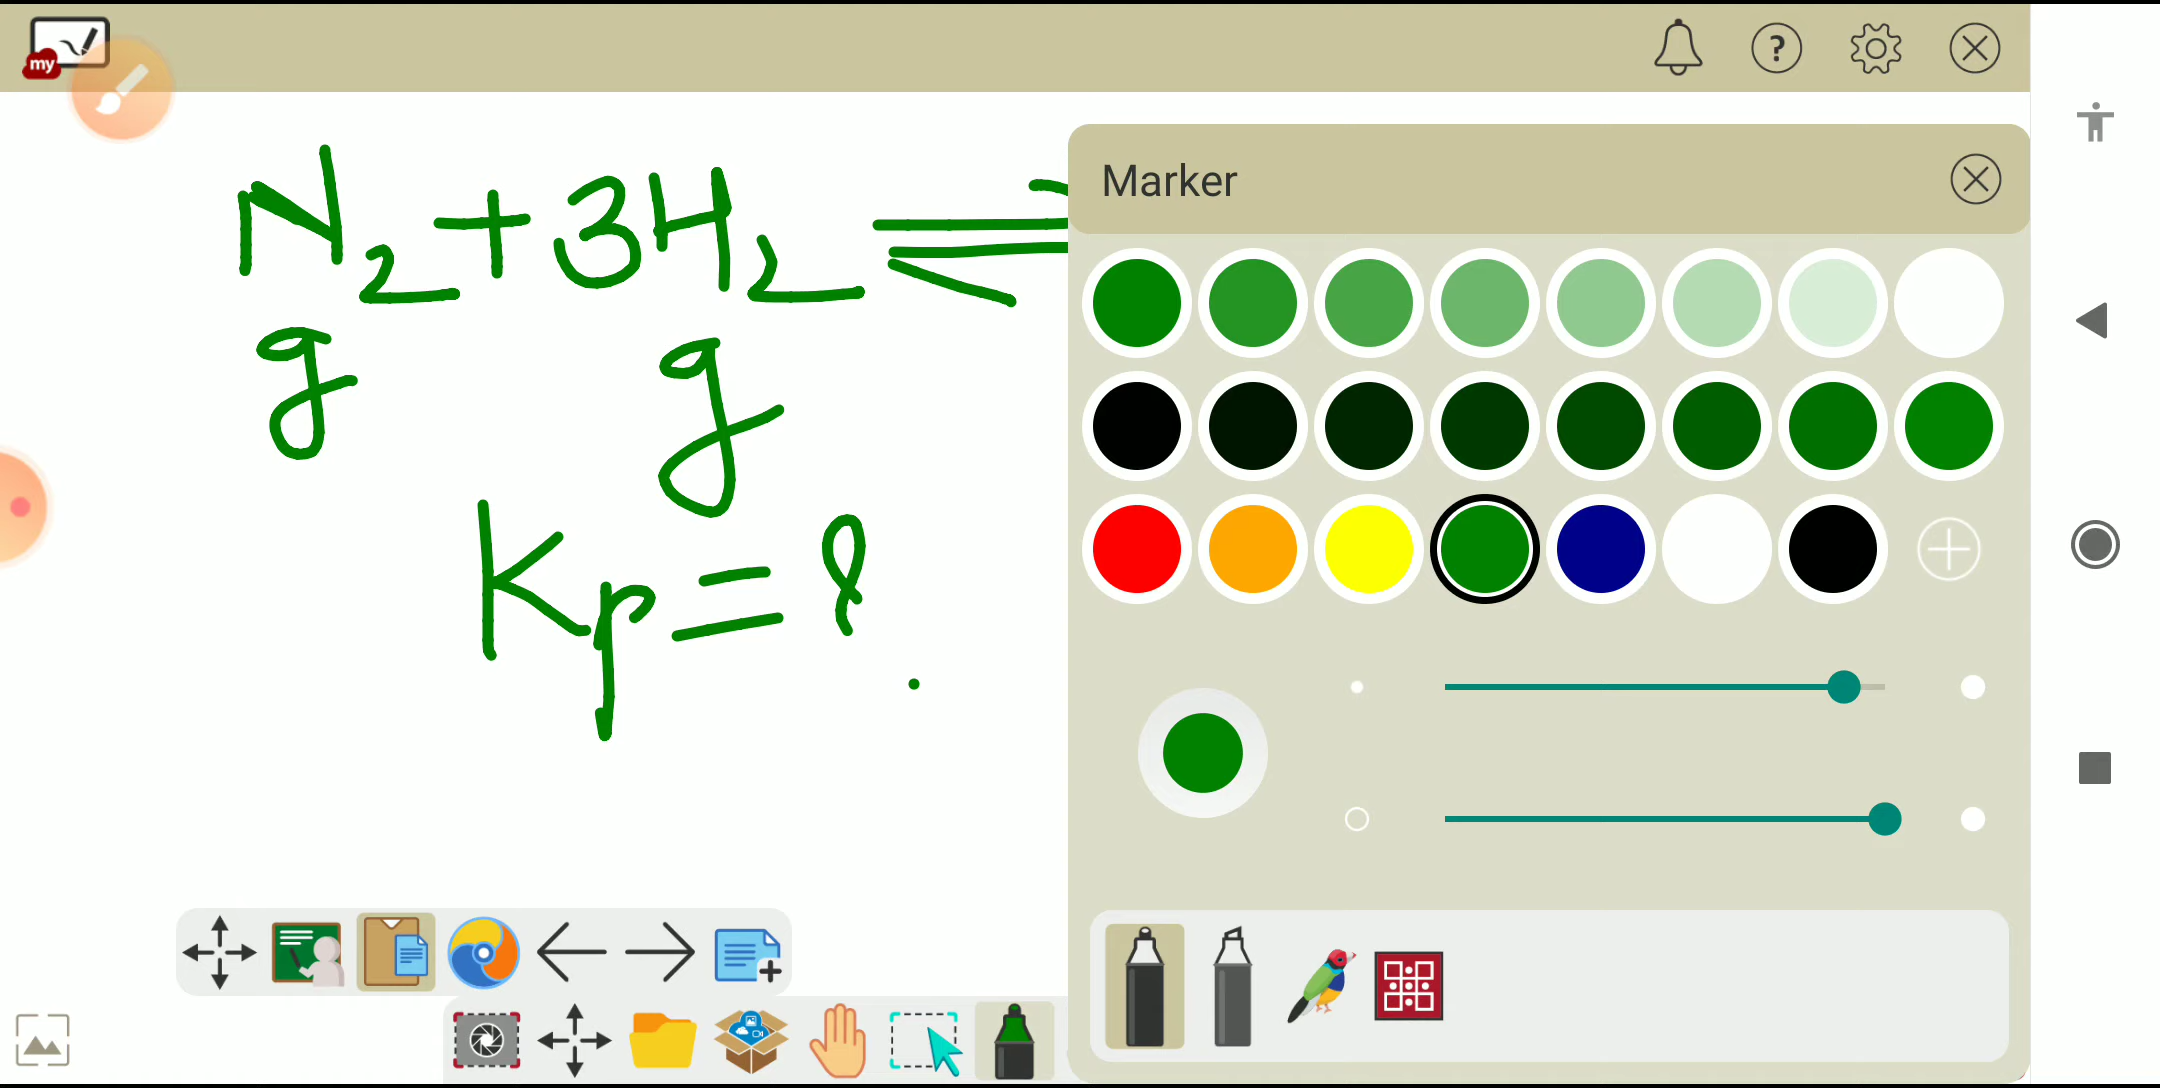 my
?
Marker
N₂ + 3H₂ ⇌
g g
Kp = ?